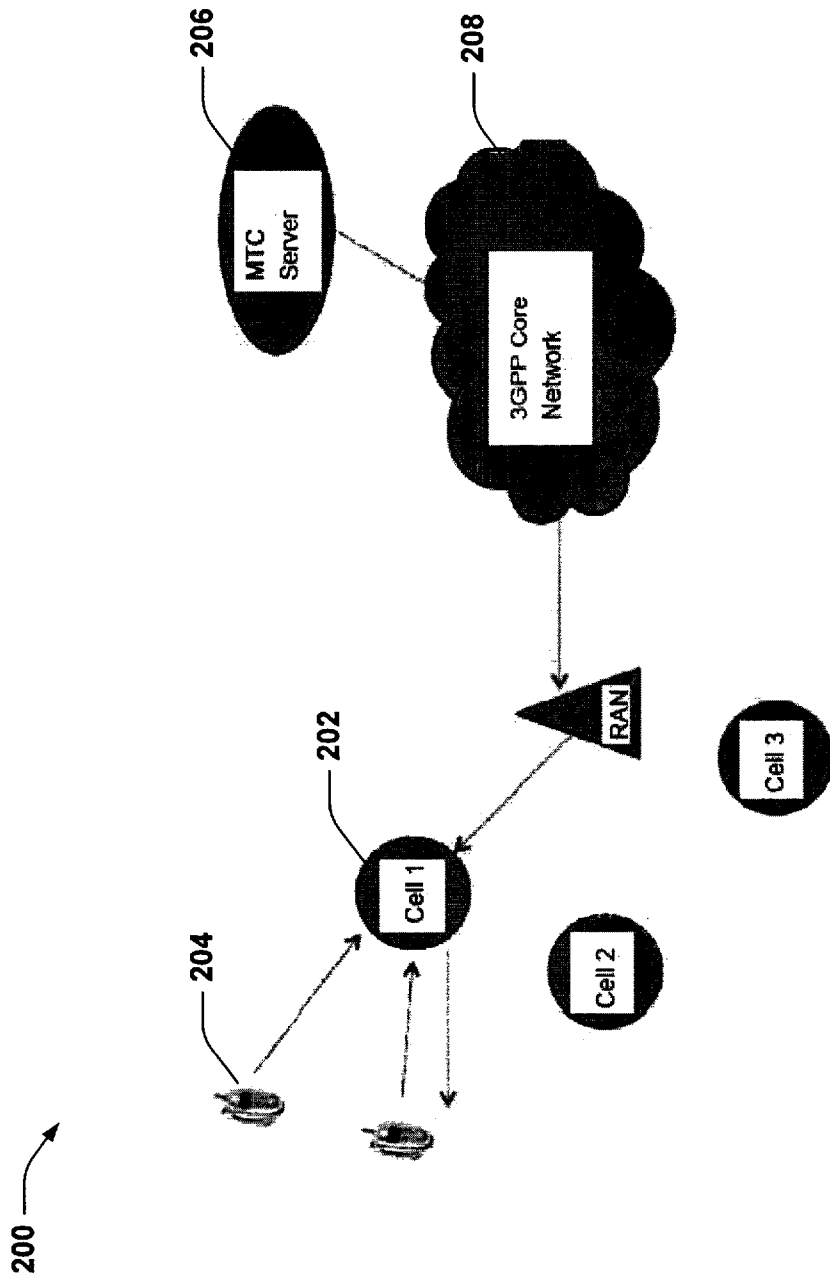 200
204
202
206
208
MTC
Server
3GPP Core
Network
RAN
Cell 1
Cell 2
Cell 3